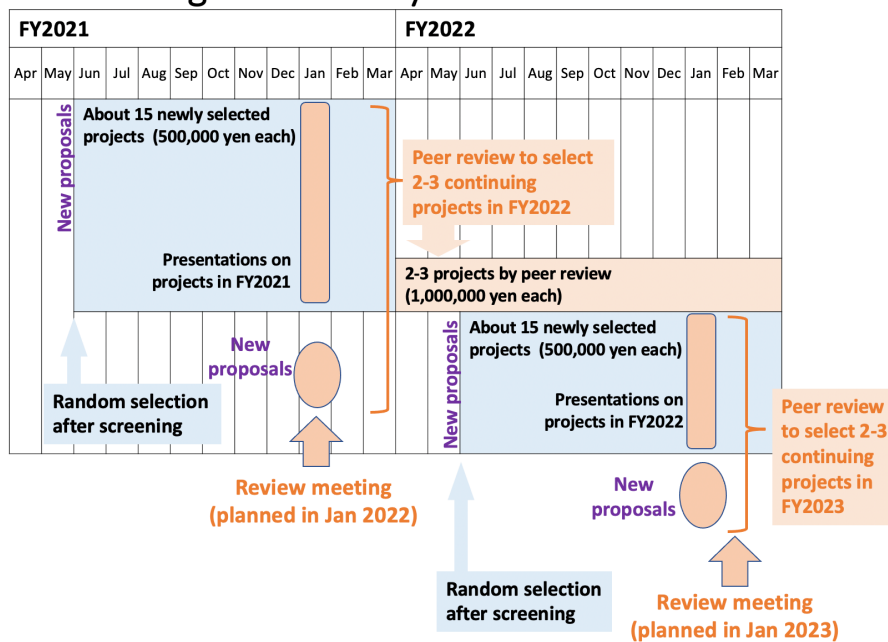 FY2021
FY2022
Apr May Jun Jul Aug Sep Oct Nov Dec Jan Feb Mar Apr May Jun Jul Aug Sep Oct Nov Dec Jan Feb Mar
New proposals
About 15 newly selected
projects (500,000 yen each)
Presentations on
projects in FY2021
Peer review to select
2-3 continuing
projects in FY2022
2-3 projects by peer review
(1,000,000 yen each)
New
proposals
Random selection
after screening
Review meeting
(planned in Jan 2022)
New proposals
About 15 newly selected
projects (500,000 yen each)
Presentations on
projects in FY2022
Peer review
to select 2-3
continuing
projects in
FY2023
New
proposals
Random selection
after screening
Review meeting
(planned in Jan 2023)